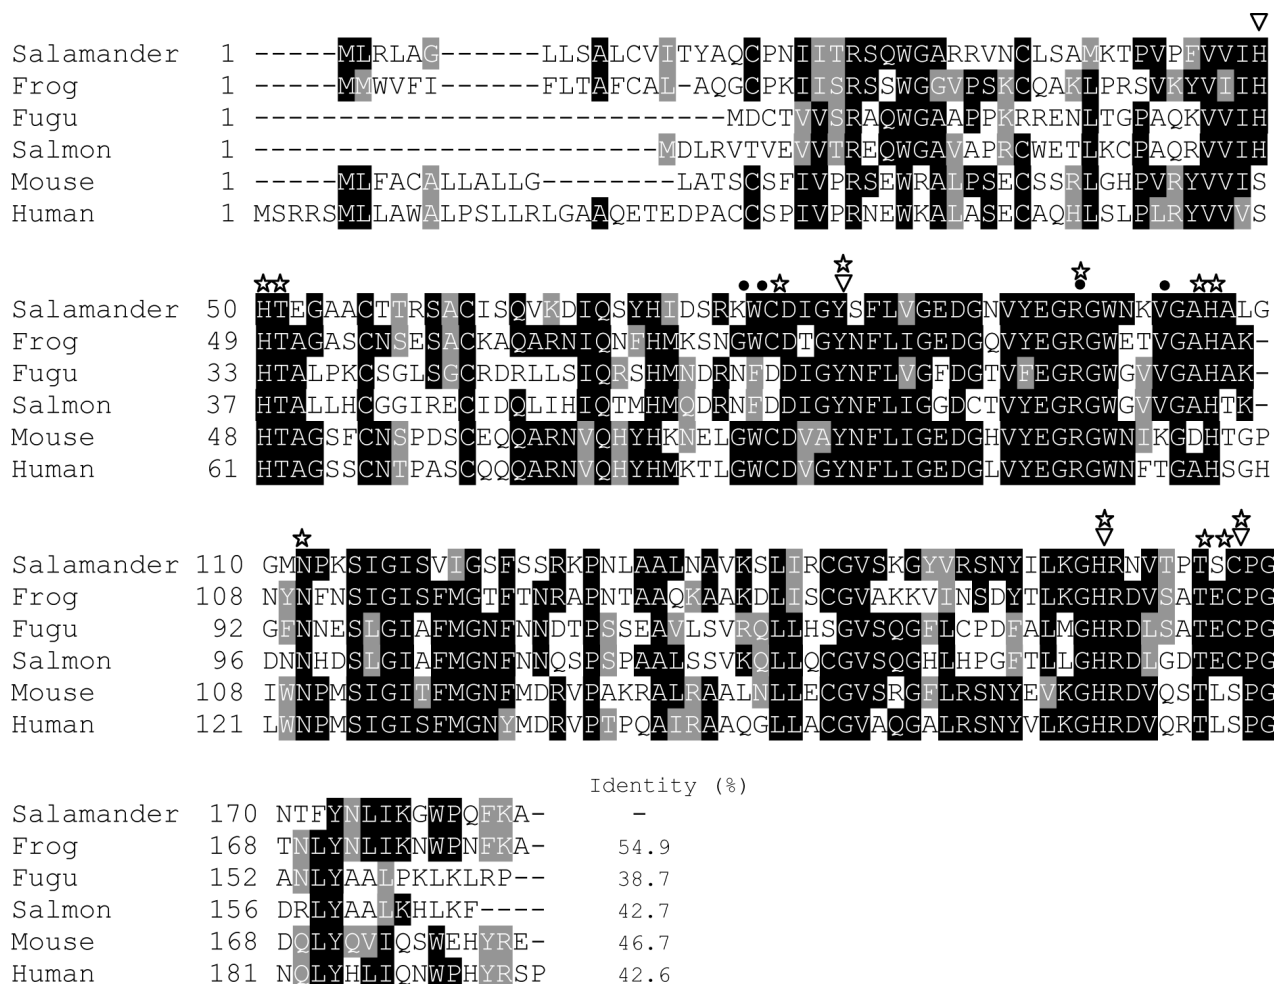 Salamander 1 -----MLRLAG------LLSALCVITYAQCPNIITRSQWGARRVNCLSAMKTPVPFVVIH
Frog 1 -----MMWVFI------FLTAFCAL-AQGCPKIISRSSWGGVPSKCQAKLPRSVKYVIIH
Fugu 1 ----------------------------MDCTVVSRAQWGAAPPKRRENLTGPAQKVVIH
Salmon 1 ------------------------MDLRVTVEVVTREQWGAVAPRCWETLKCPAQRVVIH
Mouse 1 -----MLFACALLALLG--------LATSCSFIVPRSEWRALPSECSSRLGHPVRYVVIS
Human 1 MSRRSMLLAWALPSLLRLGAAQETEDPACCSPIVPRNEWKALASECAQHLSLPLRYVVVS
Salamander 50 HTEGAACTTRSACISQVKDIQSYHIDSRKWCDIGYSFLVGEDGNVYEGRGWNKVGAHALG
Frog 49 HTAGASCNSESACKAQARNIQNFHMKSNGWCDTGYNFLIGEDGQVYEGRGWETVGAHAK-
Fugu 33 HTALPKCSGLSGCRDRLLSIQRSHMNDRNFDDIGYNFLVGFDGTVFEGRGWGVVGAHAK-
Salmon 37 HTALLHCGGIRECIDQLIHIQTMHMQDRNFDDIGYNFLIGGDCTVYEGRGWGVVGAHTK-
Mouse 48 HTAGSFCNSPDSCEQQARNVQHYHKNELGWCDVAYNFLIGEDGHVYEGRGWNIKGDHTGP
Human 61 HTAGSSCNTPASCQQQARNVQHYHMKTLGWCDVGYNFLIGEDGLVYEGRGWNFTGAHSGH
Salamander 110 GMNPKSIGISVIGSFSSRKPNLAALNAVKSLIRCGVSKGYVRSNYILKGHRNVTPTSCPG
Frog 108 NYNFNSIGISFMGTFTNRAPNTAAQKAAKDLISCGVAKKVINSDYTLKGHRDVSATECPG
Fugu 92 GFNNESLGIAFMGNFNNDTPSSEAVLSVRQLLHSGVSQGFLCPDFALMGHRDLSATECPG
Salmon 96 DNNHDSLGIAFMGNFNNQSPSPAALSSVKQLLQCGVSQGHLHPGFTLLGHRDLGDTECPG
Mouse 108 IWNPMSIGITFMGNFMDRVPAKRALRAALNLLECGVSRGFLRSNYEVKGHRDVQSTLSPG
Human 121 LWNPMSIGISFMGNYMDRVPTPQAIRAAQGLLACGVAQGALRSNYVLKGHRDVQRTLSPG
Identity (%)
Salamander 170 NTFYNLIKGWPQFKA- -
Frog 168 TNLYNLIKNWPNFKA- 54.9
Fugu 152 ANLYAALPKLKLRP-- 38.7
Salmon 156 DRLYAALKHLKF---- 42.7
Mouse 168 DQLYQVIQSWEHYRE- 46.7
Human 181 NQLYHLIQNWPHYRSP 42.6